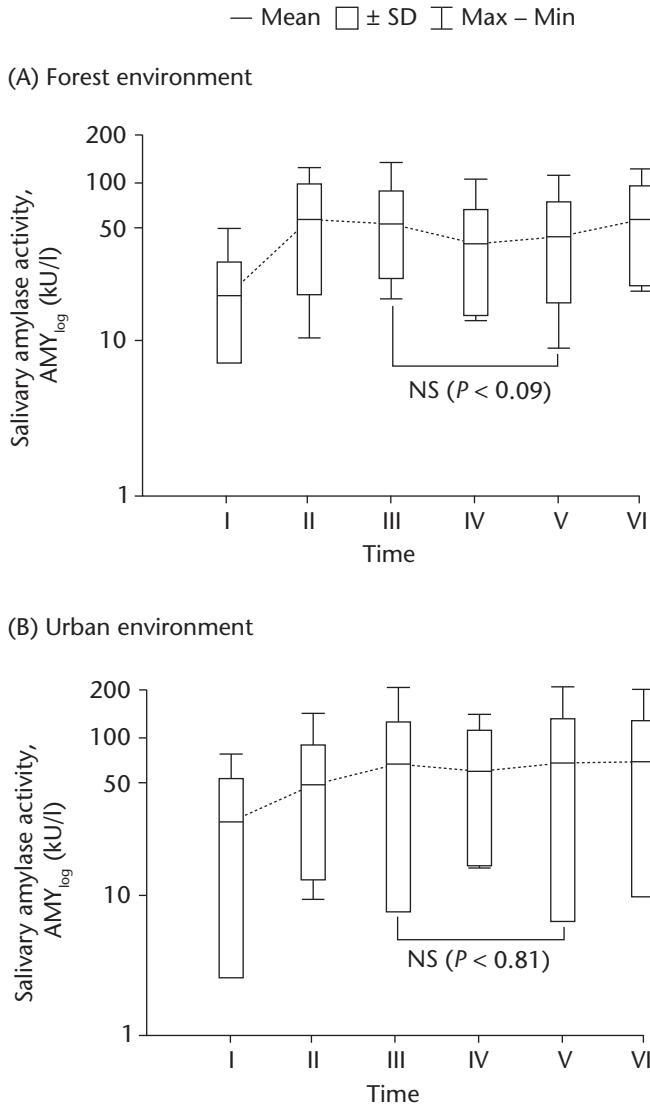 — Mean ± SD Max – Min
(A) Forest environment
200
100
50
10
1
Salivary amylase activity,
AMYlog (kU/l)
NS (P < 0.09)
I II III IV V VI
Time
(B) Urban environment
200
100
50
10
1
Salivary amylase activity,
AMYlog (kU/l)
NS (P < 0.81)
I II III IV V VI
Time